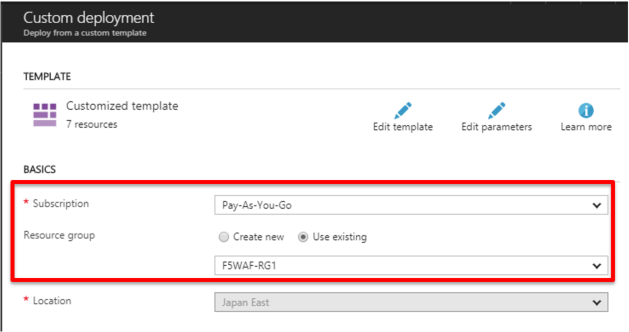 Custom deployment
Deploy from a custom template
TEMPLATE
Customized template
7 resources
Edit template
Edit parameters
Learn more
BASICS
* Subscription
Pay-As-You-Go
Resource group
Create new
Use existing
F5WAF-RG1
* Location
Japan East